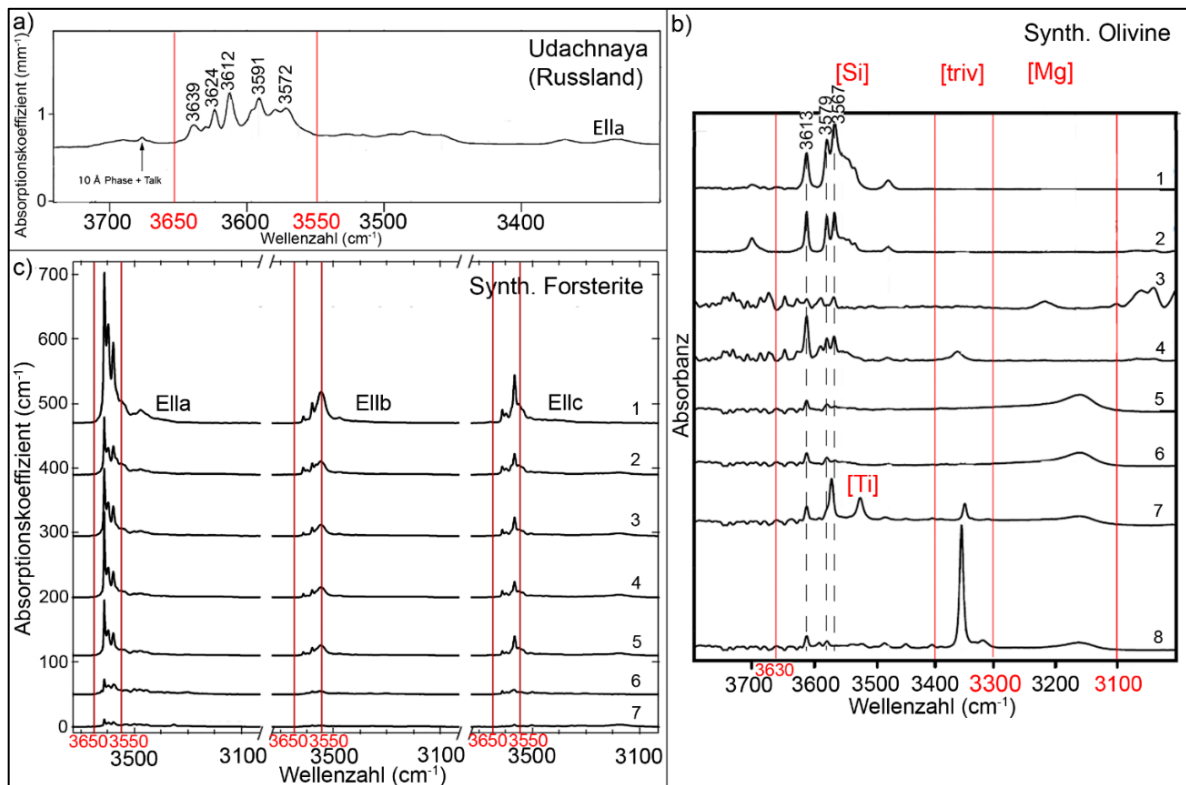 a)
Udachnaya
(Russland)
Absorptionskoeffizient (mm⁻¹)
1
0
3639
3624
3612
3591
3572
EIIa
10 Å Phase + Talk
3700 3650 3600 3550 3500 3400
Wellenzahl (cm⁻¹)
b)
Synth. Olivine
[Si] [triv] [Mg]
3613
3579
3567
1
2
3
4
5
6
[Ti]
7
8
Absorbanz
3700 3630 3600 3500 3400 3300 3200 3100
Wellenzahl (cm⁻¹)
c)
Synth. Forsterite
Absorptionskoeffizient (cm⁻¹)
700
600
500
400
300
200
100
0
EIIa EIIb EIIc
1
2
3
4
5
6
7
3650 3550 3650 3550 3650 3550
3500 3100 3500 3100 3500 3100
Wellenzahl (cm⁻¹) Wellenzahl (cm⁻¹)